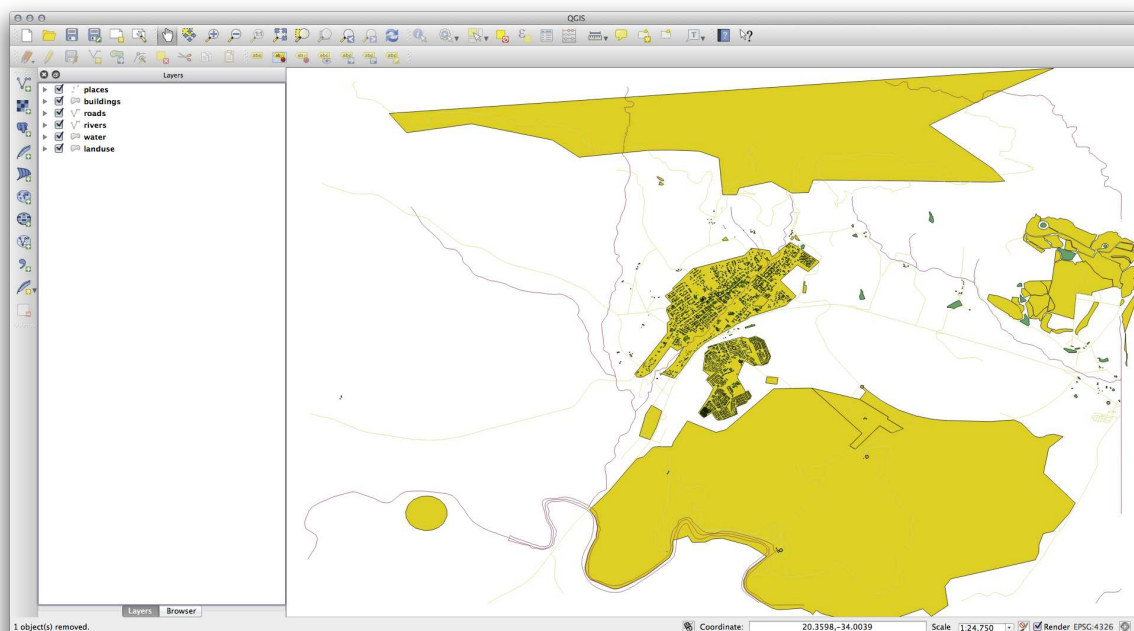 QGIS
Layers
places
buildings
roads
rivers
water
landuse
Layers
Browser
1 object(s) removed.
Coordinate:
20.3598,-34.0039
Scale
1:24,750
Render
EPSG:4326